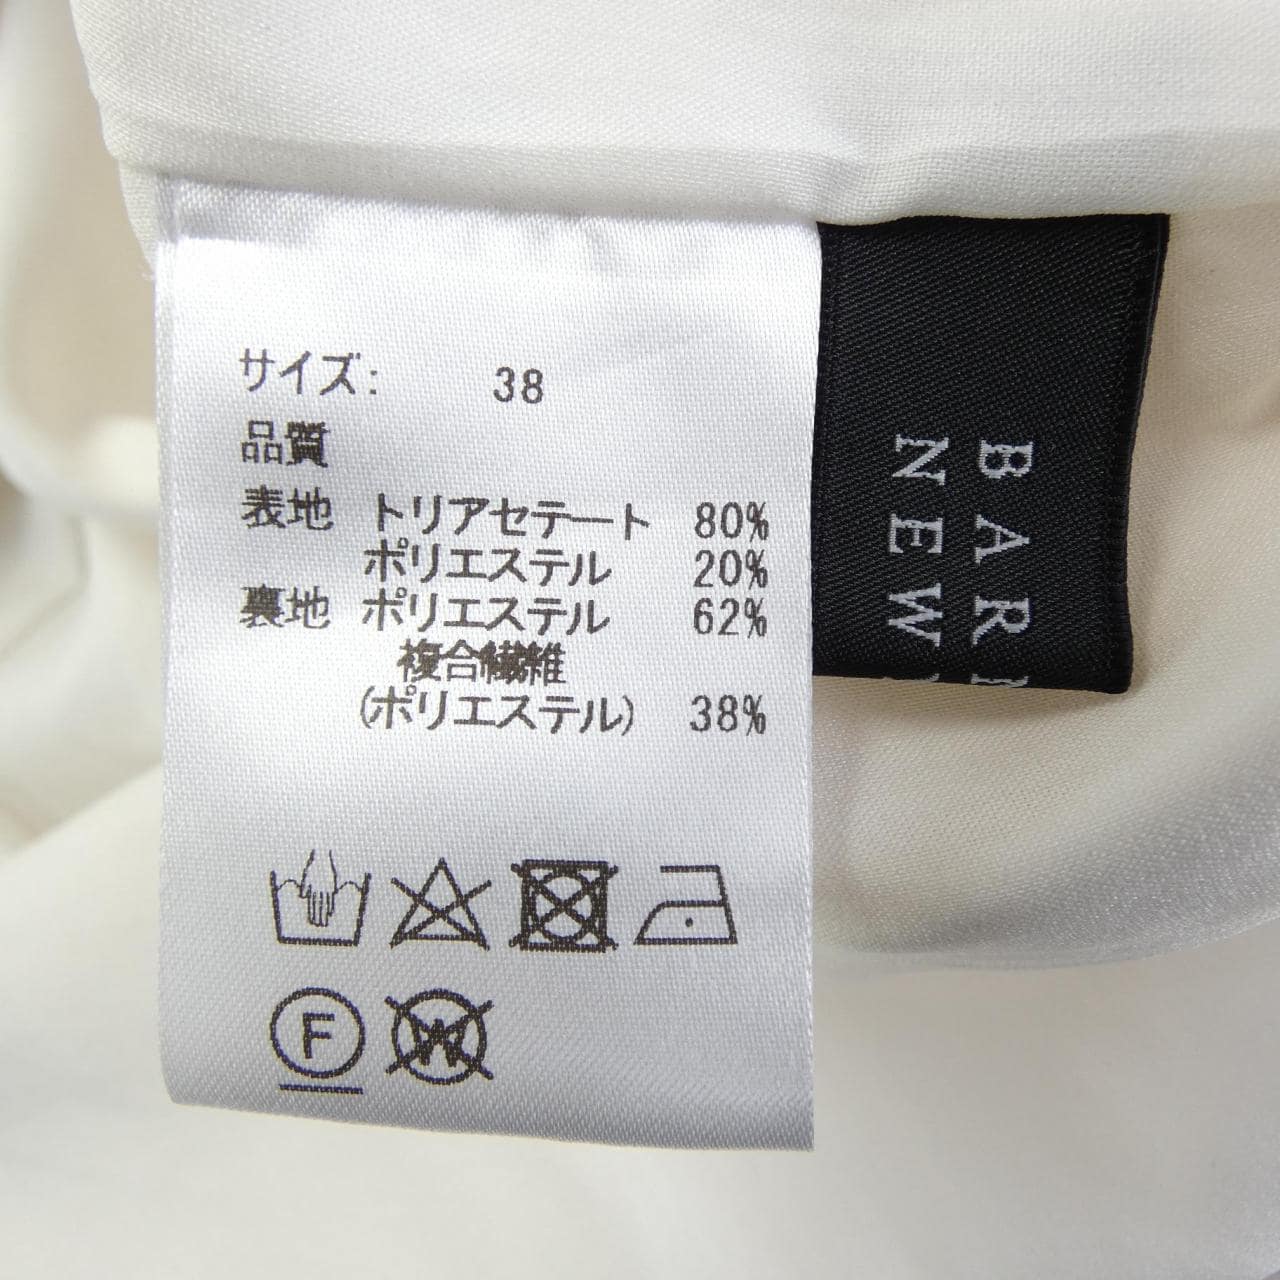 サイズ: 38
品質
表地 トリアセテート 80%
ポリエステル 20%
裏地 ポリエステル 62%
複合繊維
(ポリエステル) 38%
F
W
BAR
NEW